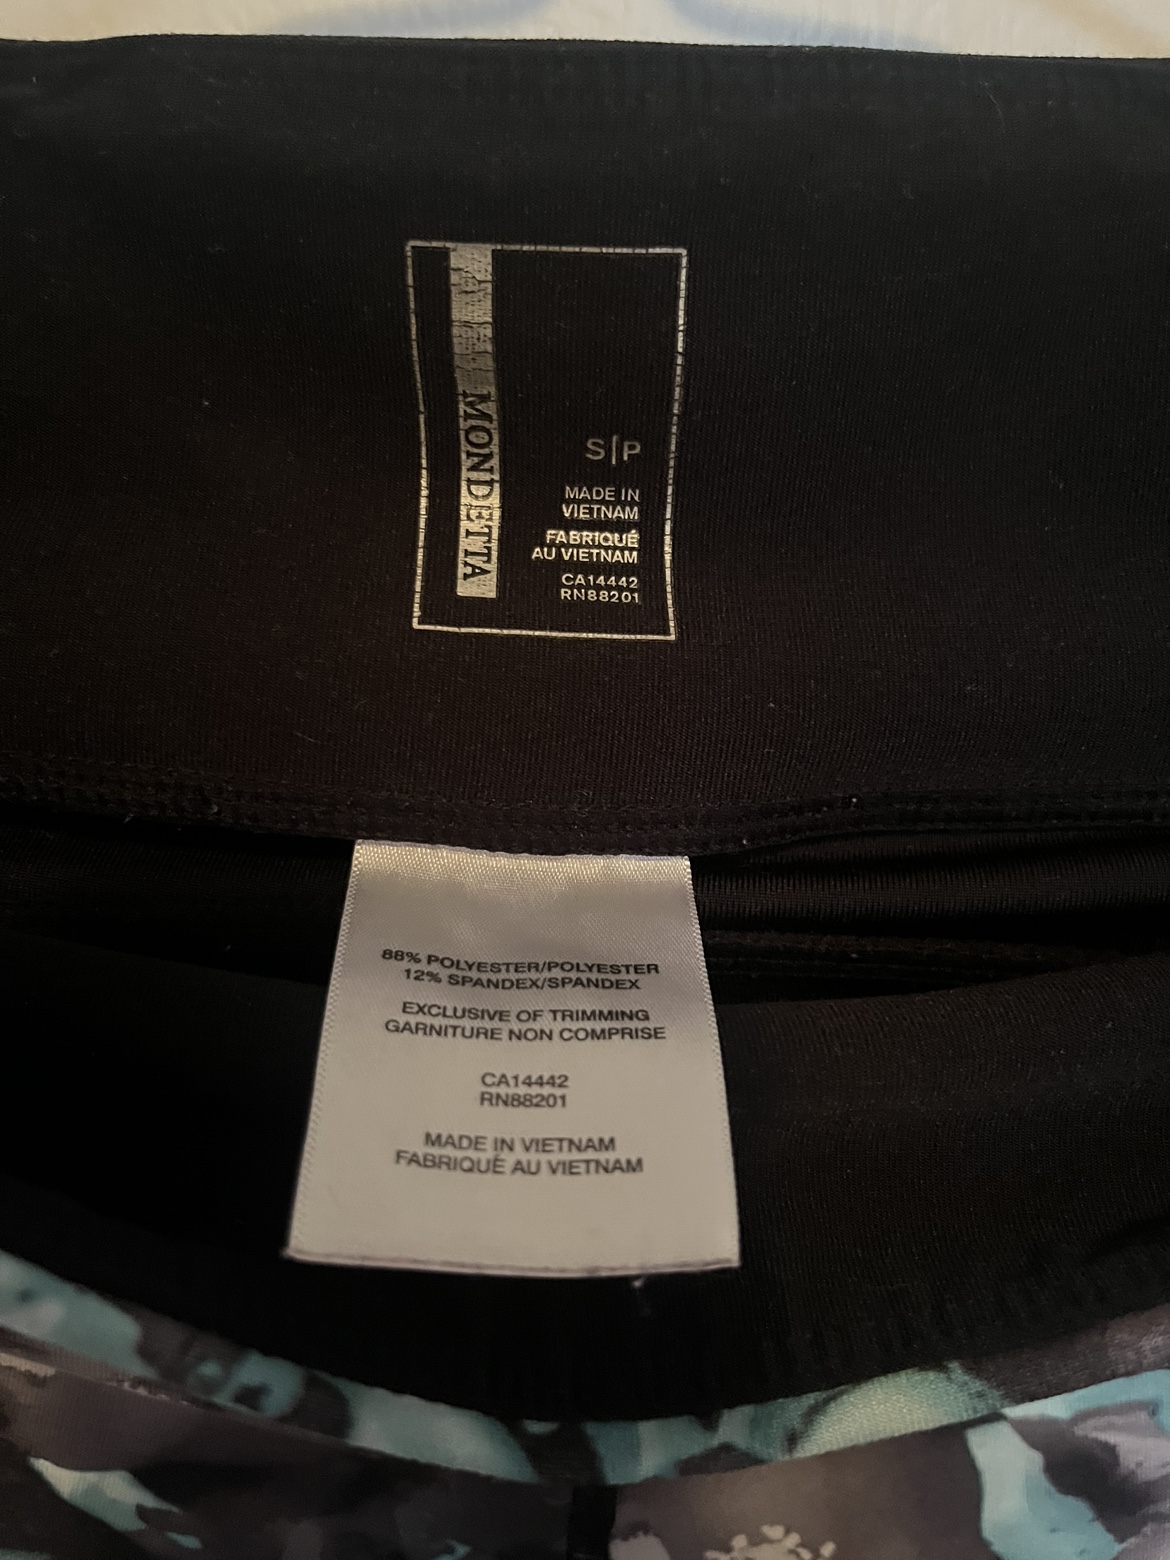 MONDETTA
S|P
MADE IN
VIETNAM
FABRIQUÉ
AU VIETNAM
CA14442
RN88201
88% POLYESTER/POLYESTER
12% SPANDEX/SPANDEX
EXCLUSIVE OF TRIMMING
GARNITURE NON COMPRISE
CA14442
RN88201
MADE IN VIETNAM
FABRIQUÉ AU VIETNAM